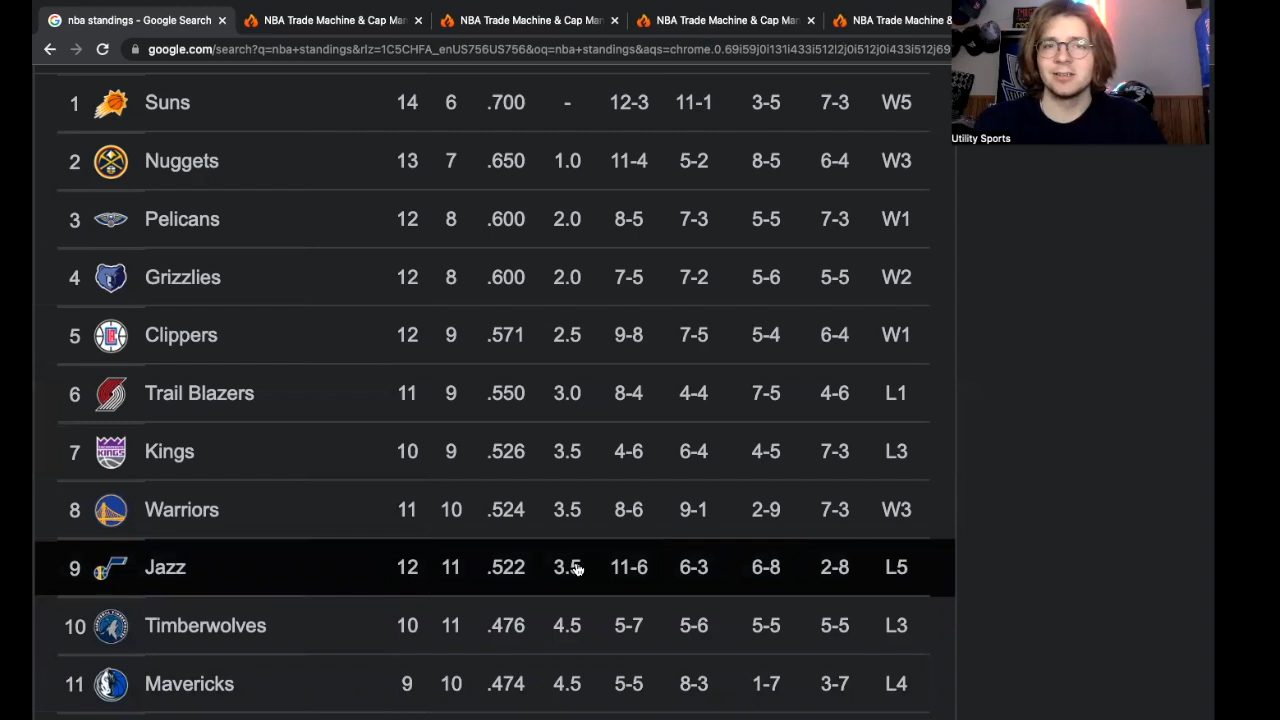 nba standings - Google Search
NBA Trade Machine & Cap Man
NBA Trade Machine & Cap Man
NBA Trade Machine & Cap Man
NBA Trade Machine &
google.com/search?q=nba+standings&rlz=1C5CHFA_enUS756US756&oq=nba+standings&aqs=chrome.0.69i59j0i131i433i512l2j0i512j0i433i512j69
Utility Sports
1 Suns 14 6 .700 - 12-3 11-1 3-5 7-3 W5
2 Nuggets 13 7 .650 1.0 11-4 5-2 8-5 6-4 W3
3 Pelicans 12 8 .600 2.0 8-5 7-3 5-5 7-3 W1
4 Grizzlies 12 8 .600 2.0 7-5 7-2 5-6 5-5 W2
5 Clippers 12 9 .571 2.5 9-8 7-5 5-4 6-4 W1
6 Trail Blazers 11 9 .550 3.0 8-4 4-4 7-5 4-6 L1
7 Kings 10 9 .526 3.5 4-6 6-4 4-5 7-3 L3
8 Warriors 11 10 .524 3.5 8-6 9-1 2-9 7-3 W3
9 Jazz 12 11 .522 3.5 11-6 6-3 6-8 2-8 L5
10 Timberwolves 10 11 .476 4.5 5-7 5-6 5-5 5-5 L3
11 Mavericks 9 10 .474 4.5 5-5 8-3 1-7 3-7 L4